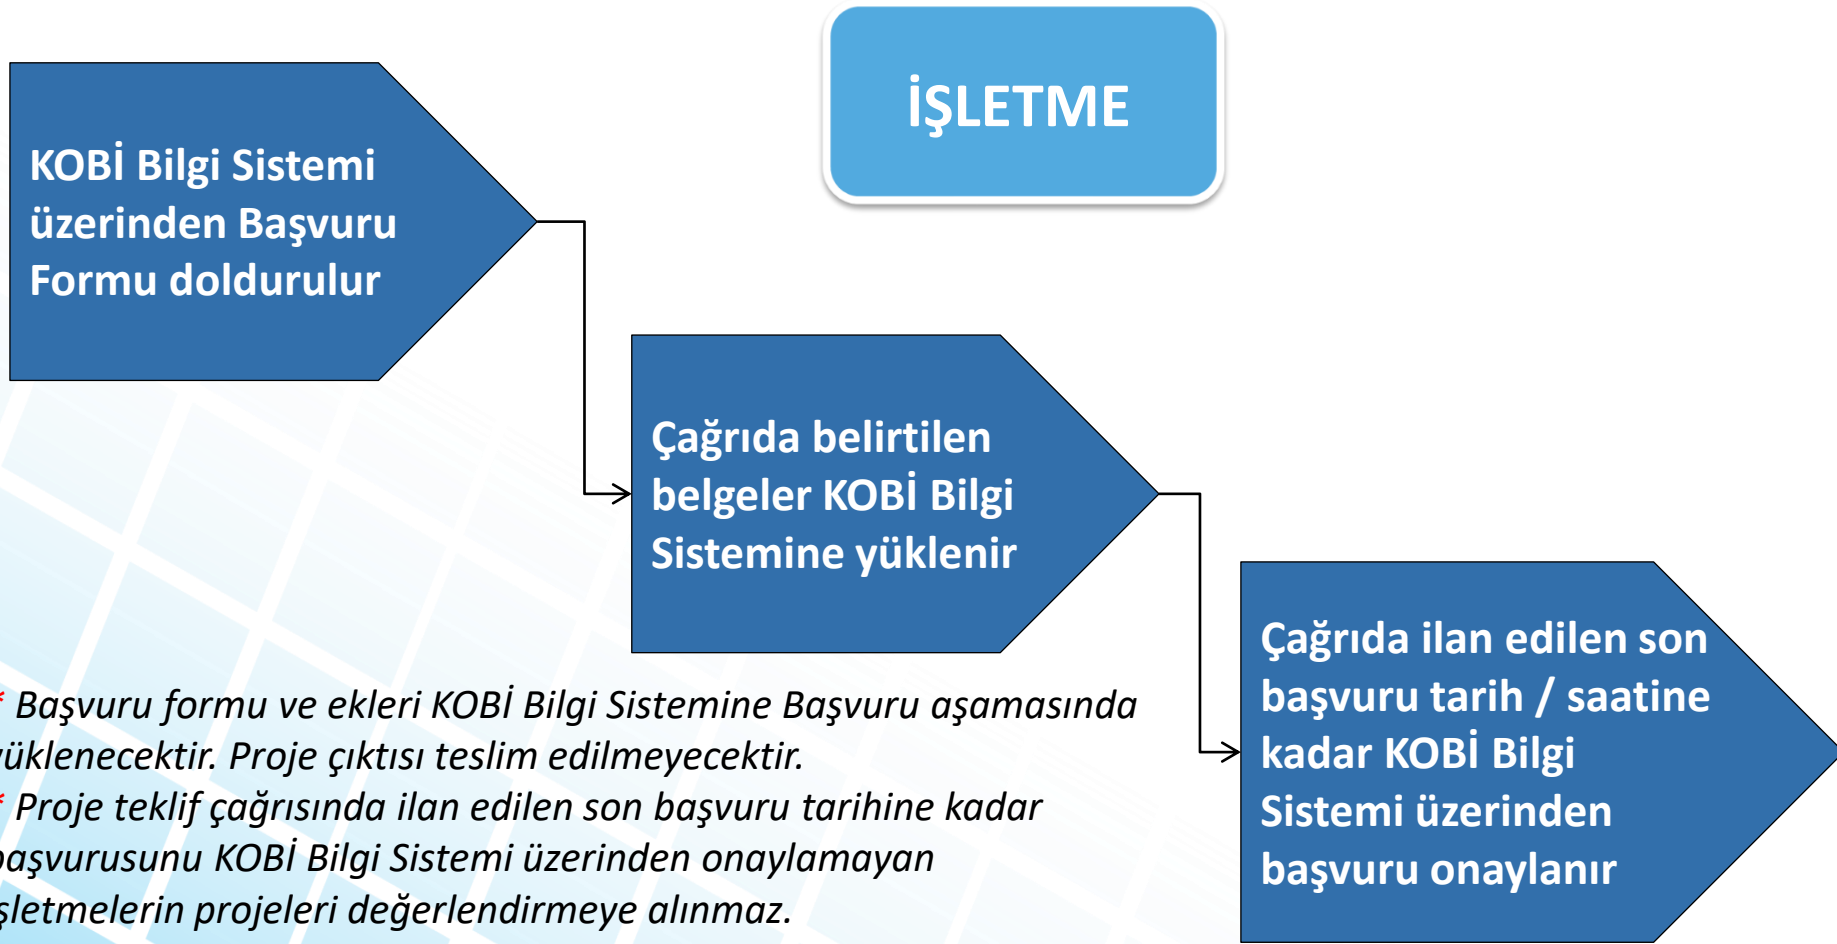 İŞLETME
KOBİ Bilgi Sistemi
üzerinden Başvuru
Formu doldurulur
Çağrıda belirtilen
belgeler KOBİ Bilgi
Sistemine yüklenir
Çağrıda ilan edilen son
başvuru tarih / saatine
kadar KOBİ Bilgi
Sistemi üzerinden
başvuru onaylanır
* Başvuru formu ve ekleri KOBİ Bilgi Sistemine Başvuru aşamasında
yüklenecektir. Proje çıktısı teslim edilmeyecektir.
* Proje teklif çağrısında ilan edilen son başvuru tarihine kadar
başvurusunu KOBİ Bilgi Sistemi üzerinden onaylamayan
işletmelerin projeleri değerlendirmeye alınmaz.